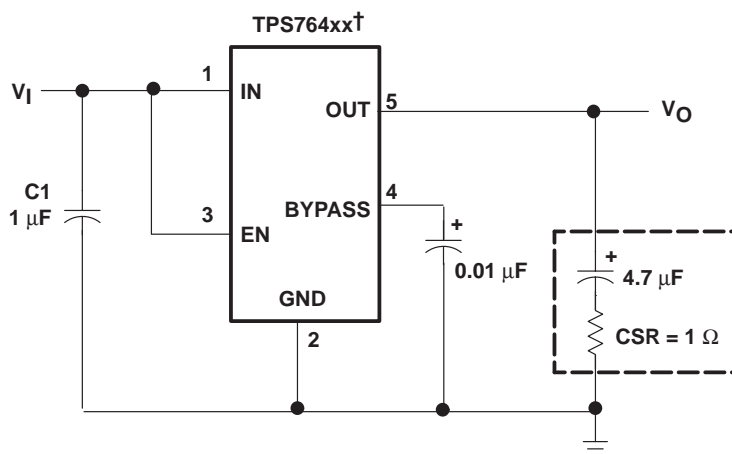 TPS764xx†
VI
1
IN
OUT
5
VO
C1
1 μF
3
EN
BYPASS
4
+
0.01 μF
+
4.7 μF
GND
2
CSR = 1 Ω